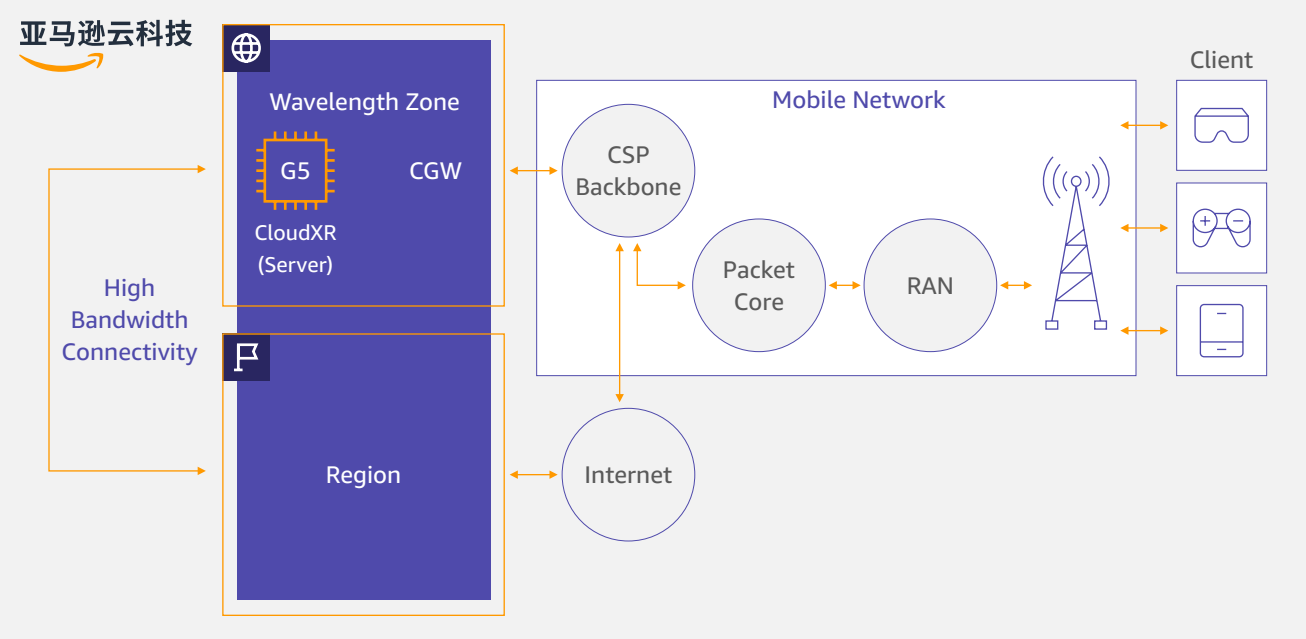 亚马逊云科技
Wavelength Zone
G5
CGW
CloudXR
(Server)
High
Bandwidth
Connectivity
Region
Mobile Network
CSP
Backbone
Packet
Core
RAN
Internet
Client